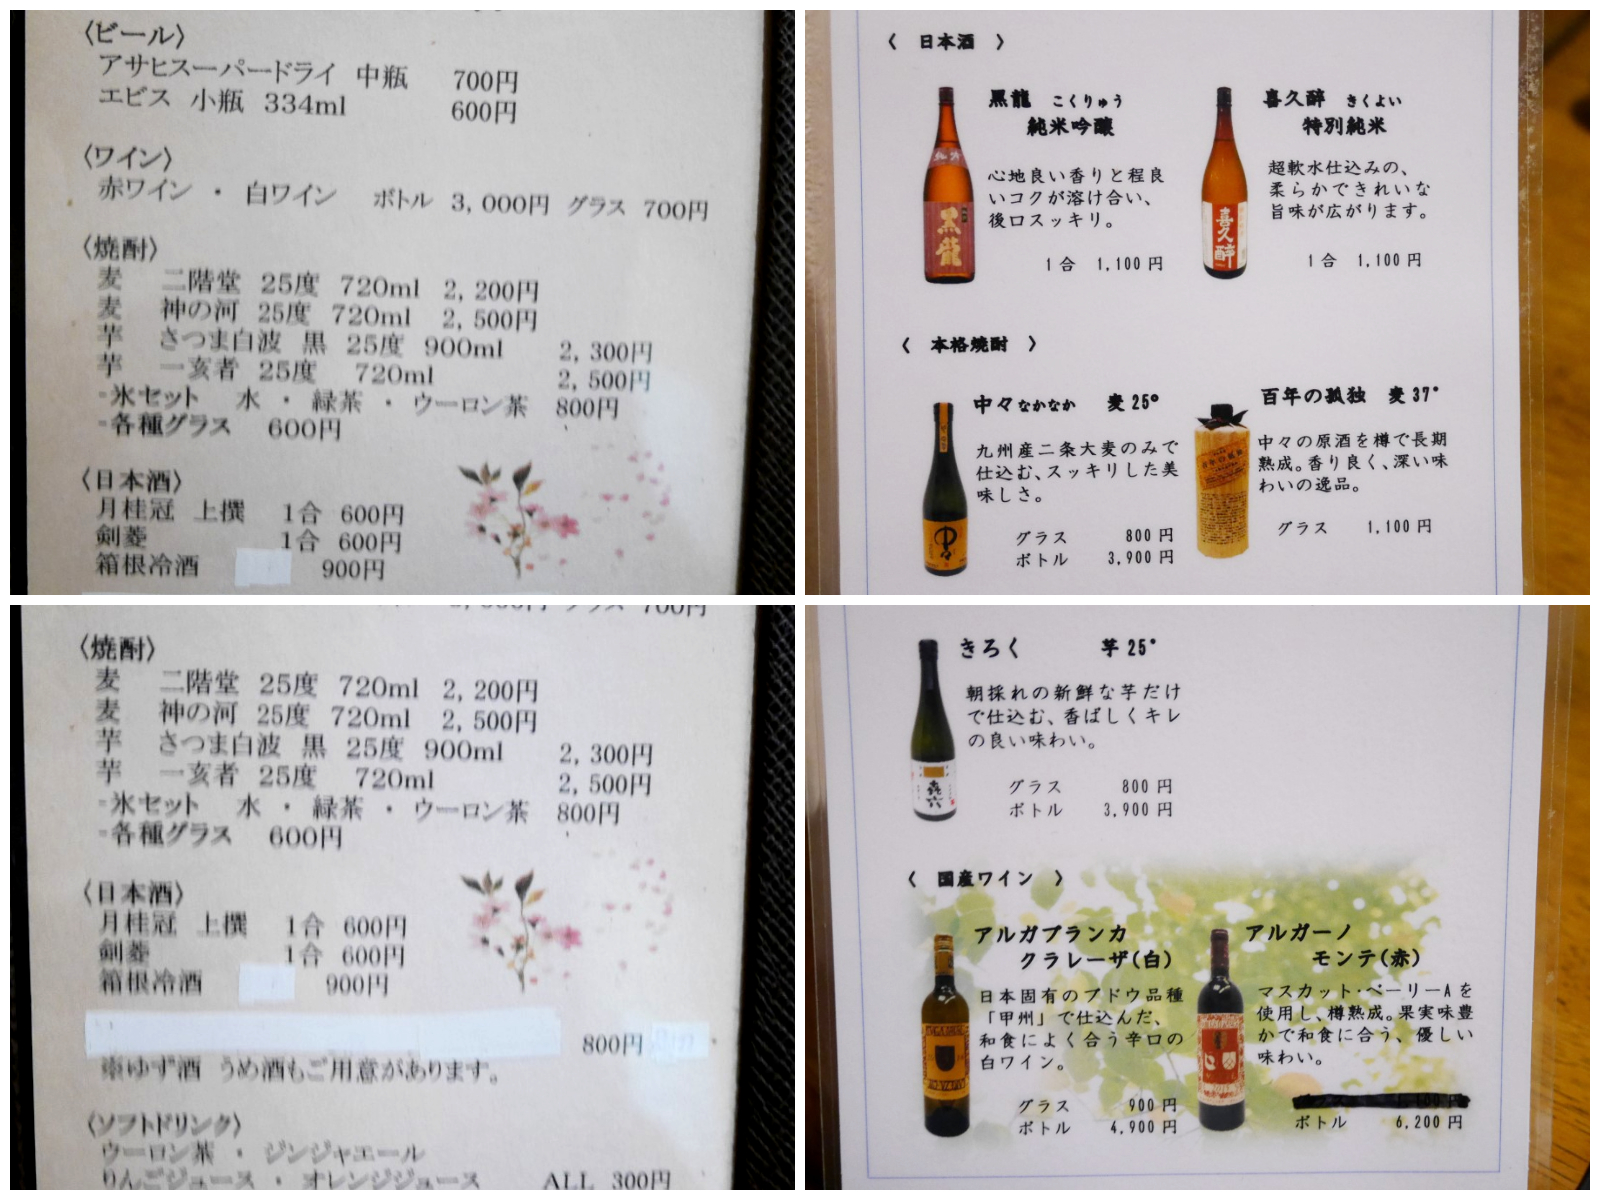 〈ビール〉
アサヒスーパードライ 中瓶 700円
エビス 小瓶 334ml 600円
〈ワイン〉
赤ワイン ・ 白ワイン ボトル 3,000円 グラス 700円
〈焼酎〉
麦 二階堂 25度 720ml 2,200円
麦 神の河 25度 720ml 2,500円
芋 さつま白波 黒 25度 900ml 2,300円
芋 一亥者 25度 720ml 2,500円
-氷セット 水 ・ 緑茶 ・ ウーロン茶 800円
-各種グラス 600円
〈日本酒〉
月桂冠 上撰 1合 600円
剣菱 1合 600円
箱根冷酒 900円
〈 日本酒 〉
黒龍 こくりゅう
純米吟醸
心地良い香りと程良
いコクが溶け合い、
後口スッキリ。
1合 1,100円
黒龍
喜久酔 きくよい
特別純米
超軟水仕込みの、
柔らかできれいな
旨味が広がります。
1合 1,100円
喜久酔
〈 本格焼酎 〉
中々 なかなか 麦 25°
九州産二条大麦のみで
仕込む、スッキリした美
味しさ。
グラス 800円
ボトル 3,900円
中々
百年の孤独 麦 37°
中々の原酒を樽で長期
熟成。香り良く、深い味
わいの逸品。
グラス 1,100円
グラス 700円
〈焼酎〉
麦 二階堂 25度 720ml 2,200円
麦 神の河 25度 720ml 2,500円
芋 さつま白波 黒 25度 900ml 2,300円
芋 一亥者 25度 720ml 2,500円
-氷セット 水 ・ 緑茶 ・ ウーロン茶 800円
-各種グラス 600円
〈日本酒〉
月桂冠 上撰 1合 600円
剣菱 1合 600円
箱根冷酒 900円
800円
※ゆず酒 うめ酒もご用意があります。
〈ソフトドリンク〉
ウーロン茶 ・ ジンジャエール
りんごジュース ・ オレンジジュース ALL 300円
きろく 芋 25°
朝採れの新鮮な芋だけ
で仕込む、香ばしくキレ
の良い味わい。
グラス 800円
ボトル 3,900円
㐂六
〈 国産ワイン 〉
アルガブランカ
クラレーザ(白)
日本固有のブドウ品種
「甲州」で仕込んだ、
和食によく合う辛口の
白ワイン。
グラス 900円
ボトル 4,900円
アルガーノ
モンテ(赤)
マスカット・ベーリーAを
使用し、樽熟成。果実味豊
かで和食に合う、優しい
味わい。
ボトル 6,200円